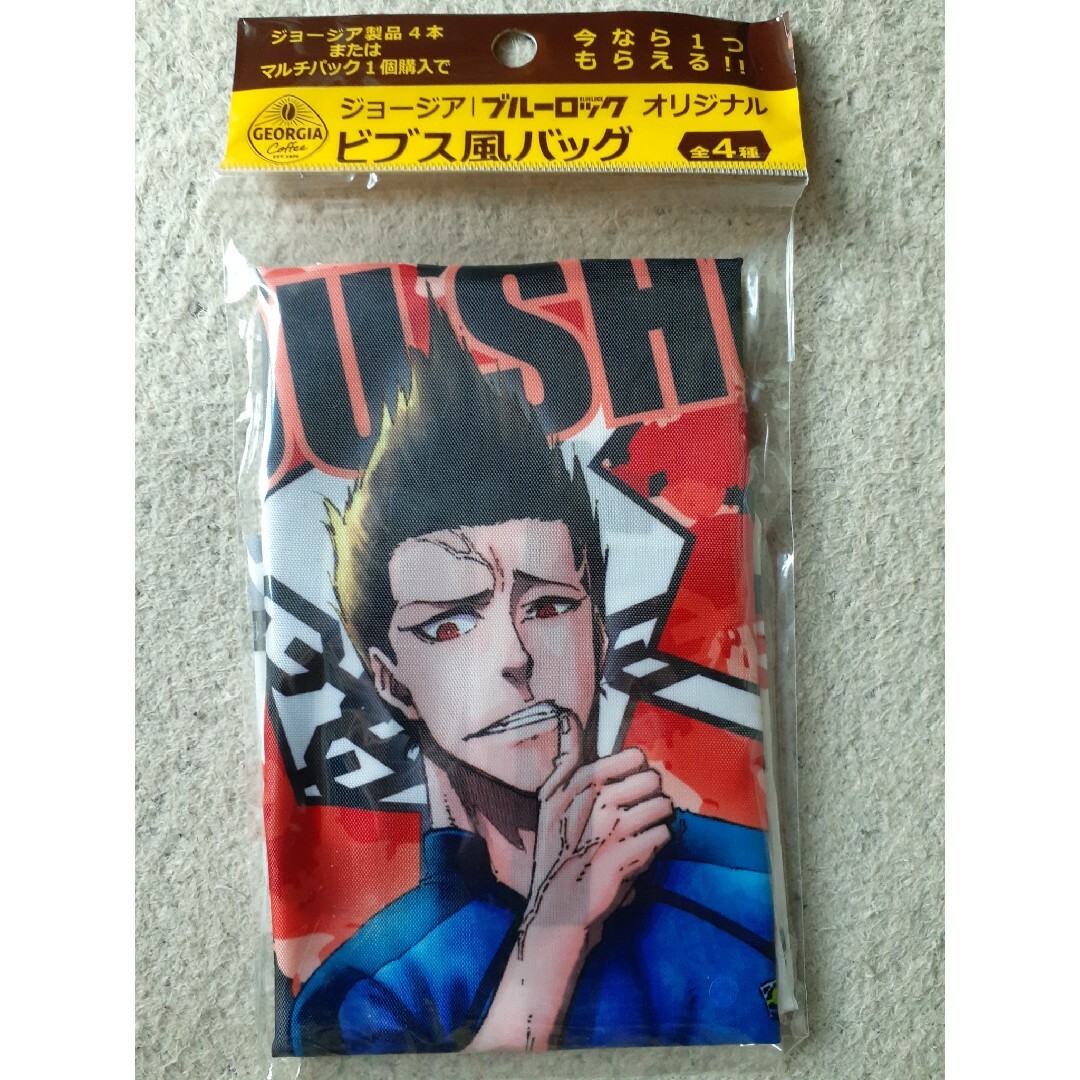 ジョージア製品4本
または
マルチパック1個購入で
今なら1つ
もらえる!!
GEORGIA
Coffee
ジョージア|ブルーロック オリジナル
ビブス風バッグ
全4種
OUSH